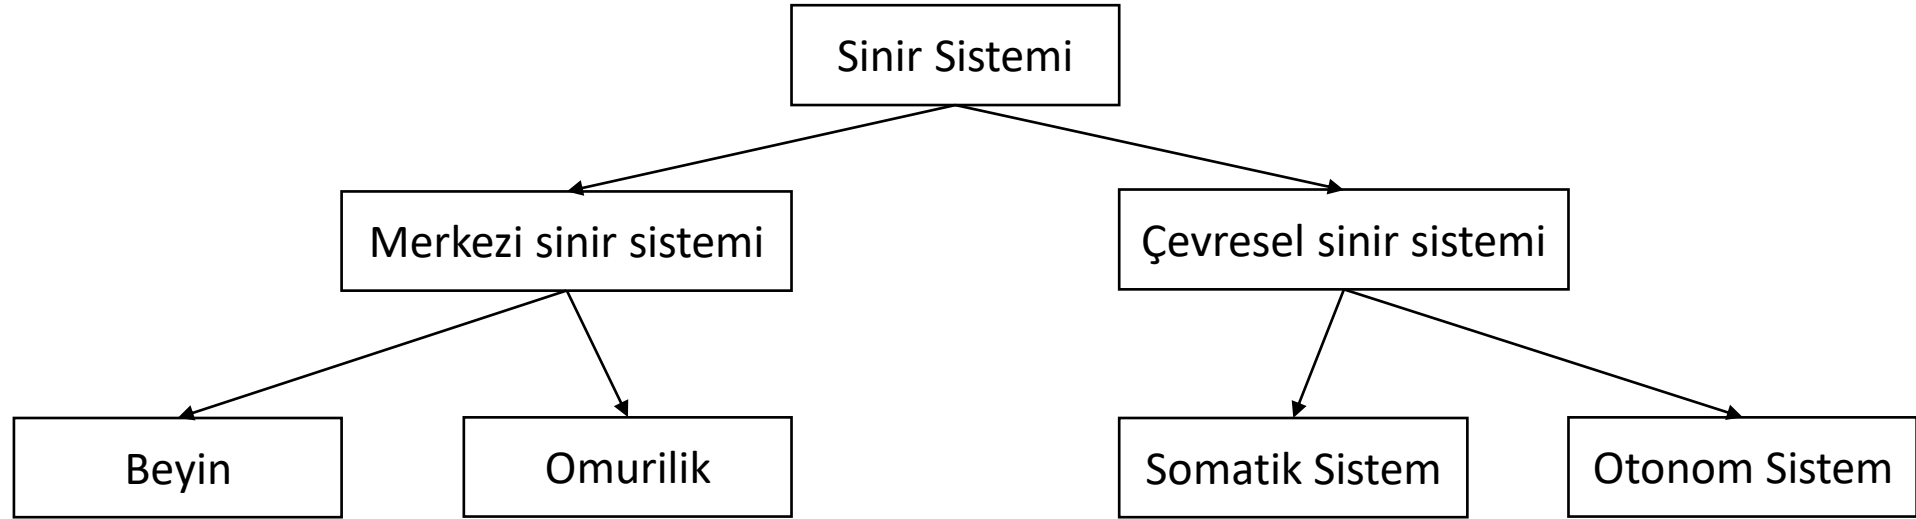 Sinir Sistemi
Merkezi sinir sistemi
Çevresel sinir sistemi
Beyin
Omurilik
Somatik Sistem
Otonom Sistem